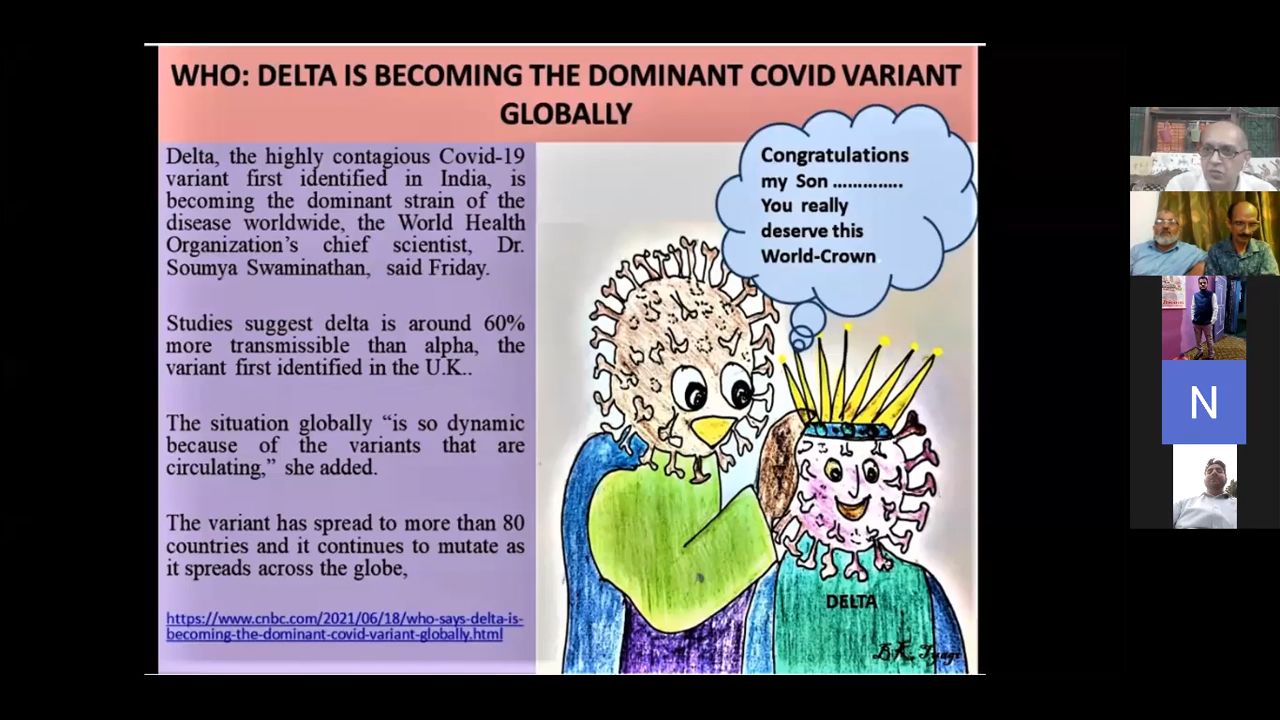 WHO: DELTA IS BECOMING THE DOMINANT COVID VARIANT
GLOBALLY
Delta, the highly contagious Covid-19
variant first identified in India, is
becoming the dominant strain of the
disease worldwide, the World Health
Organization's chief scientist, Dr.
Soumya Swaminathan, said Friday.
Studies suggest delta is around 60%
more transmissible than alpha, the
variant first identified in the U.K..
The situation globally “is so dynamic
because of the variants that are
circulating,” she added.
The variant has spread to more than 80
countries and it continues to mutate as
it spreads across the globe,
https://www.cnbc.com/2021/06/18/who-says-delta-is-
becoming-the-dominant-covid-variant-globally.html
Congratulations
my Son ..............
You really
deserve this
World-Crown
DELTA
B.K. Tyagi
N